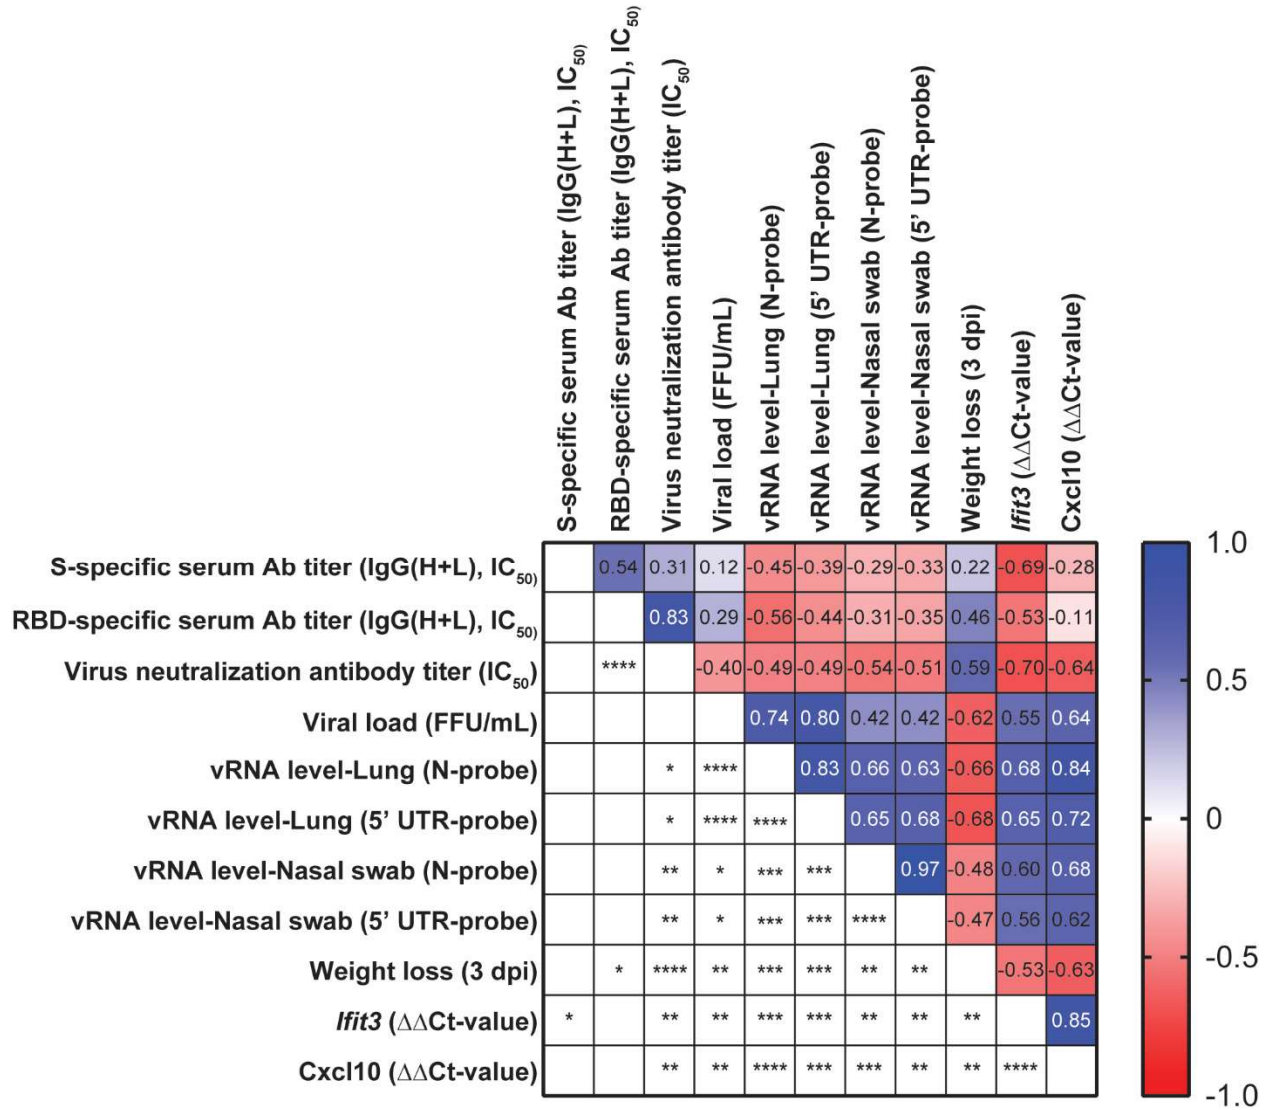 S-specific serum Ab titer (IgG(H+L), IC50)
RBD-specific serum Ab titer (IgG(H+L), IC50)
Virus neutralization antibody titer (IC50)
Viral load (FFU/mL)
vRNA level-Lung (N-probe)
vRNA level-Lung (5’ UTR-probe)
vRNA level-Nasal swab (N-probe)
vRNA level-Nasal swab (5’ UTR-probe)
Weight loss (3 dpi)
Ifit3 (ΔΔCt-value)
Cxcl10 (ΔΔCt-value)
S-specific serum Ab titer (IgG(H+L), IC50) 0.54 0.31 0.12 -0.45 -0.39 -0.29 -0.33 0.22 -0.69 -0.28
RBD-specific serum Ab titer (IgG(H+L), IC50) 0.83 0.29 -0.56 -0.44 -0.31 -0.35 0.46 -0.53 -0.11
Virus neutralization antibody titer (IC50) **** -0.40 -0.49 -0.49 -0.54 -0.51 0.59 -0.70 -0.64
Viral load (FFU/mL) 0.74 0.80 0.42 0.42 -0.62 0.55 0.64
vRNA level-Lung (N-probe) * **** 0.83 0.66 0.63 -0.66 0.68 0.84
vRNA level-Lung (5’ UTR-probe) * **** **** 0.65 0.68 -0.68 0.65 0.72
vRNA level-Nasal swab (N-probe) ** * *** *** 0.97 -0.48 0.60 0.68
vRNA level-Nasal swab (5’ UTR-probe) ** * *** *** **** -0.47 0.56 0.62
Weight loss (3 dpi) * **** ** *** *** ** ** -0.53 -0.63
Ifit3 (ΔΔCt-value) * ** ** *** *** ** ** ** 0.85
Cxcl10 (ΔΔCt-value) ** ** **** *** *** ** ** ****
1.0
0.5
0
-0.5
-1.0